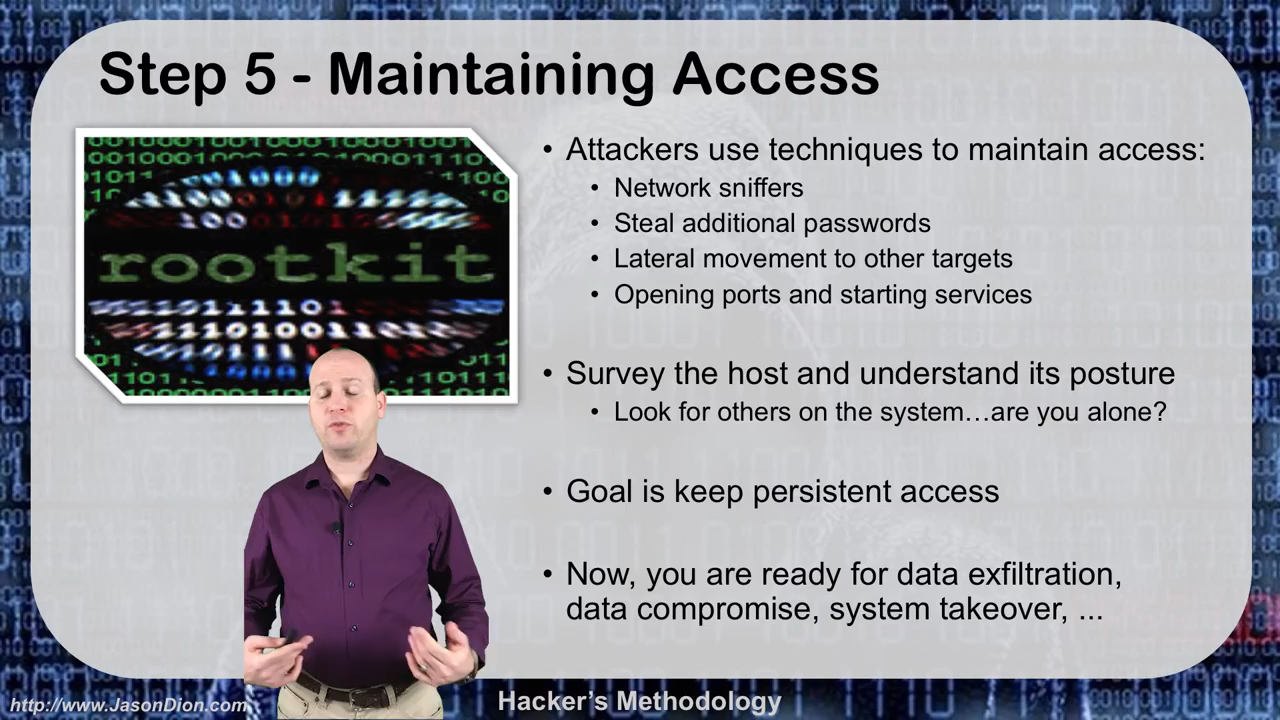 Step 5 - Maintaining Access
rootkit
• Attackers use techniques to maintain access:
• Network sniffers
• Steal additional passwords
• Lateral movement to other targets
• Opening ports and starting services
• Survey the host and understand its posture
• Look for others on the system…are you alone?
• Goal is keep persistent access
• Now, you are ready for data exfiltration,
data compromise, system takeover, ...
http://www.JasonDion.com
Hacker's Methodology